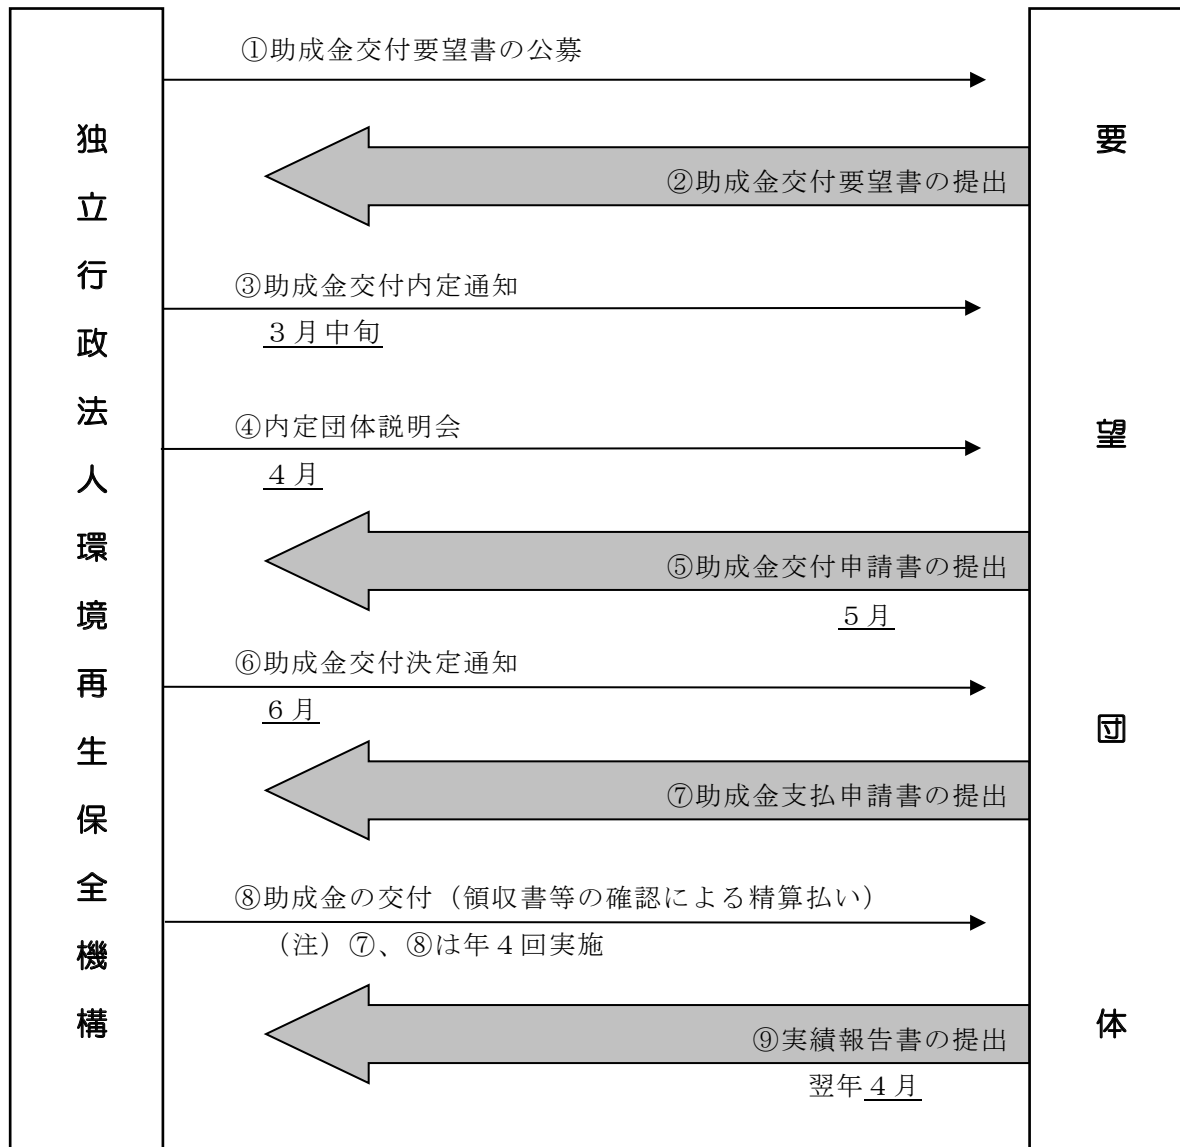 独立行政法人環境再生保全機構
①助成金交付要望書の公募
②助成金交付要望書の提出
③助成金交付内定通知
３月中旬
④内定団体説明会
４月
⑤助成金交付申請書の提出
５月
⑥助成金交付決定通知
６月
⑦助成金支払申請書の提出
⑧助成金の交付（領収書等の確認による精算払い）
（注）⑦、⑧は年４回実施
⑨実績報告書の提出
翌年４月
要望団体